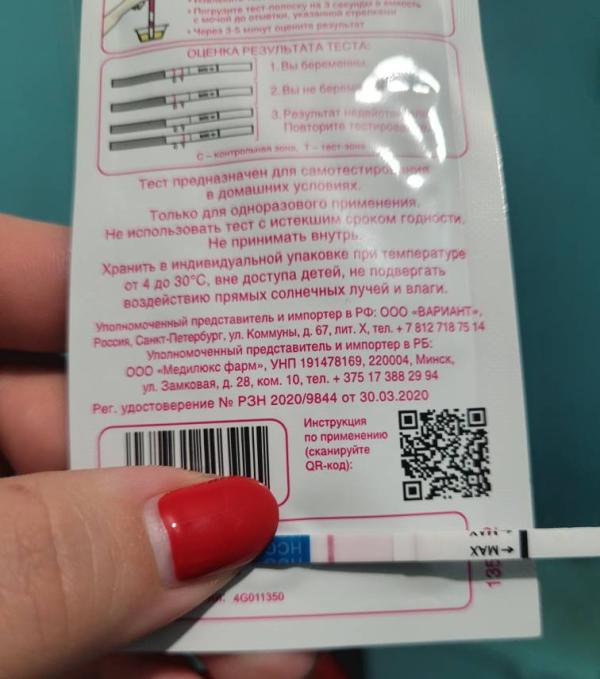 • Погрузите тест-полоску на 3 секунды в емкость
с мочой до отметки, указанной стрелками
• Через 3-5 минут оцените результат
ОЦЕНКА РЕЗУЛЬТАТА ТЕСТА:
1. Вы беременны.
2. Вы не
3. Результат
Повторите
C – контрольная зона, T – тест-зона
Тест предназначен для самотестирования
в домашних условиях.
Только для одноразового применения.
Не использовать тест с истекшим сроком годности.
Не принимать внутрь.
Хранить в индивидуальной упаковке при температуре
от 4 до 30°С, вне доступа детей, не подвергать
воздействию прямых солнечных лучей и влаги.
Уполномоченный представитель и импортер в РФ: ООО «ВАРИАНТ»,
Россия, Санкт-Петербург, ул. Коммуны, д. 67, лит. Х, тел. + 7 812 718 75 14
Уполномоченный представитель и импортер в РБ:
ООО «Медилюкс фарм», УНП 191478169, 220004, Минск,
ул. Замковая, д. 28, ком. 10, тел. + 375 17 388 29 94
Рег. удостоверение № РЗН 2020/9844 от 30.03.2020
Инструкция
по применению
(сканируйте
QR-код):
HCG
MAX
4G011350